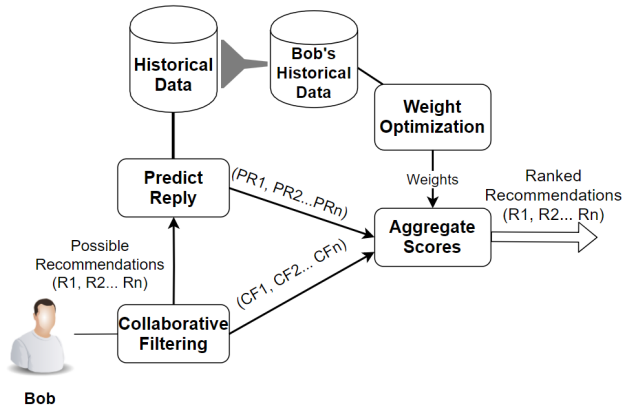 Historical
Data
Bob's
Historical
Data
Weight
Optimization
Predict
Reply
(PR1, PR2...PRn)
Weights
Ranked
Recommendations
(R1, R2... Rn)
Aggregate
Scores
Possible
Recommendations
(R1, R2... Rn)
(CF1, CF2... CFn)
Collaborative
Filtering
Bob